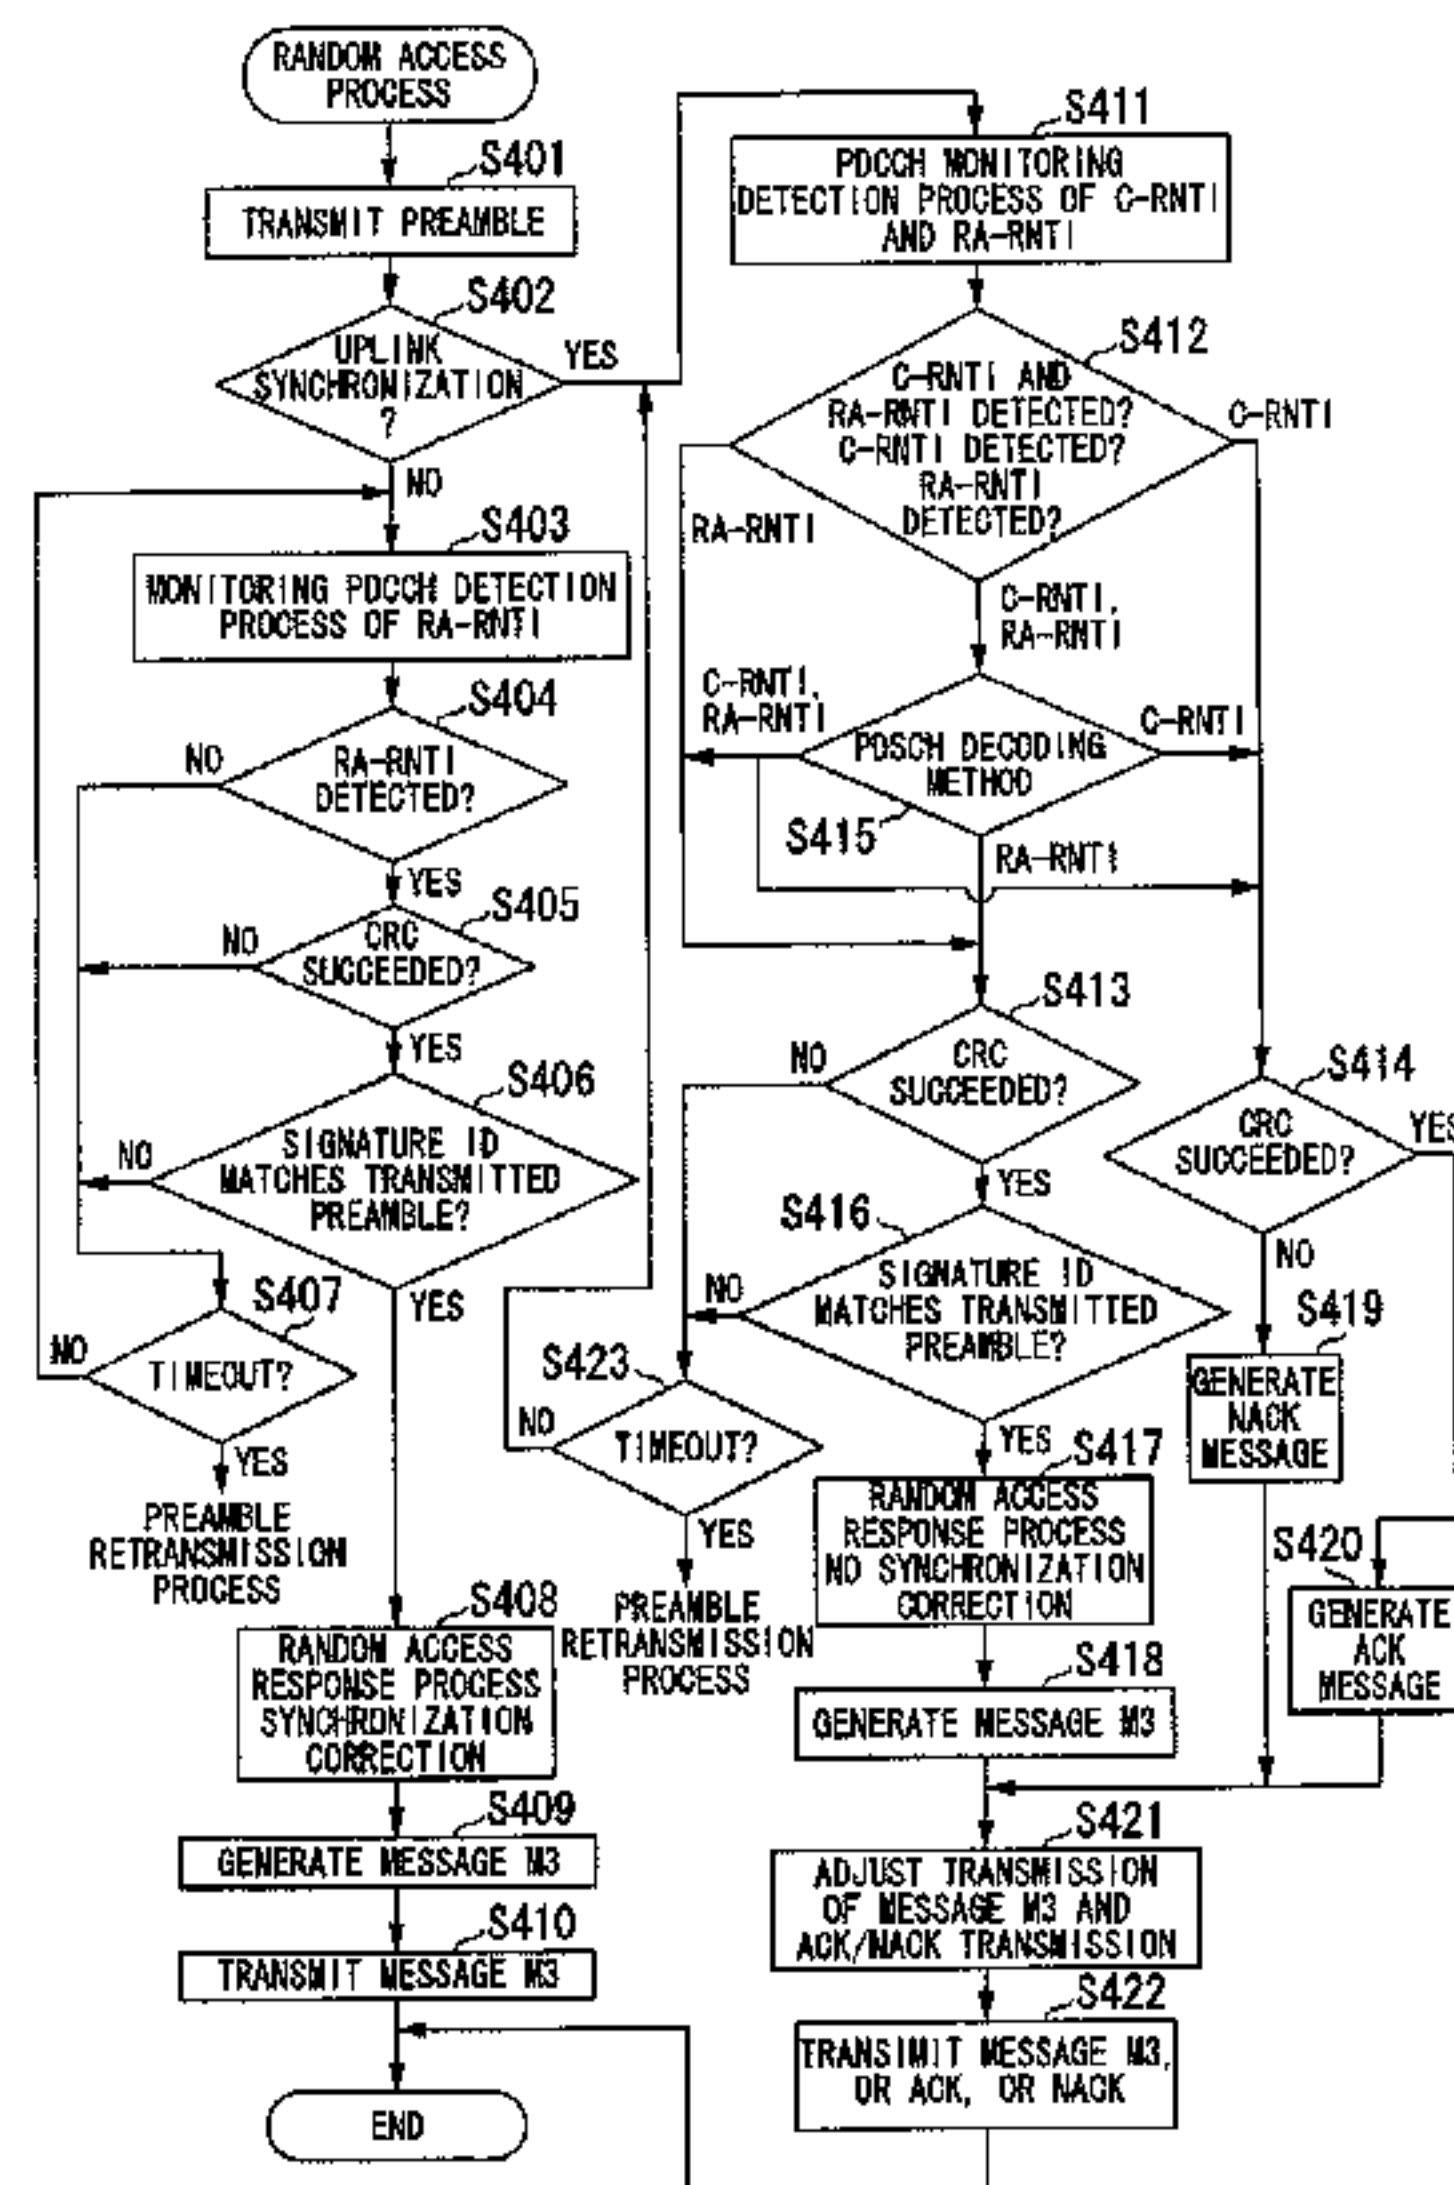 RANDOM ACCESS
PROCESS
S401
TRANSMIT PREAMBLE
S402
UPLINK
SYNCHRONIZATION
?
YES
NO
S403
MONITORING PDCCH DETECTION
PROCESS OF RA-RNTI
S404
RA-RNTI
DETECTED?
NO
YES
S405
CRC
SUCCEEDED?
NO
YES
S406
SIGNATURE ID
MATCHES TRANSMITTED
PREAMBLE?
NO
YES
S407
TIMEOUT?
NO
YES
PREAMBLE
RETRANSMISSION
PROCESS
S408
RANDOM ACCESS
RESPONSE PROCESS
SYNCHRONIZATION
CORRECTION
S409
GENERATE MESSAGE M3
S410
TRANSMIT MESSAGE M3
END
S411
PDCCH MONITORING
DETECTION PROCESS OF C-RNTI
AND RA-RNTI
S412
C-RNTI AND
RA-RNTI DETECTED?
C-RNTI DETECTED?
RA-RNTI
DETECTED?
C-RNTI
RA-RNTI
C-RNTI,
RA-RNTI
C-RNTI,
RA-RNTI
PDSCH DECODING
METHOD
C-RNTI
S415
RA-RNTI
S413
CRC
SUCCEEDED?
NO
YES
S414
CRC
SUCCEEDED?
YES
NO
S416
SIGNATURE ID
MATCHES TRANSMITTED
PREAMBLE?
NO
YES
S423
TIMEOUT?
NO
YES
PREAMBLE
RETRANSMISSION
PROCESS
S417
RANDOM ACCESS
RESPONSE PROCESS
NO SYNCHRONIZATION
CORRECTION
S418
GENERATE MESSAGE M3
S419
GENERATE
NACK
MESSAGE
S420
GENERATE
ACK
MESSAGE
S421
ADJUST TRANSMISSION
OF MESSAGE M3 AND
ACK/NACK TRANSMISSION
S422
TRANSIMIT MESSAGE M3,
OR ACK, OR NACK